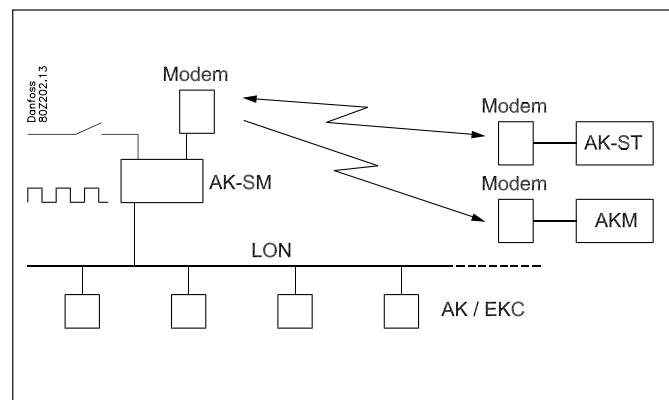 Danfoss
80Z202.13
Modem
Modem
AK-ST
AK-SM
Modem
AKM
LON
AK / EKC